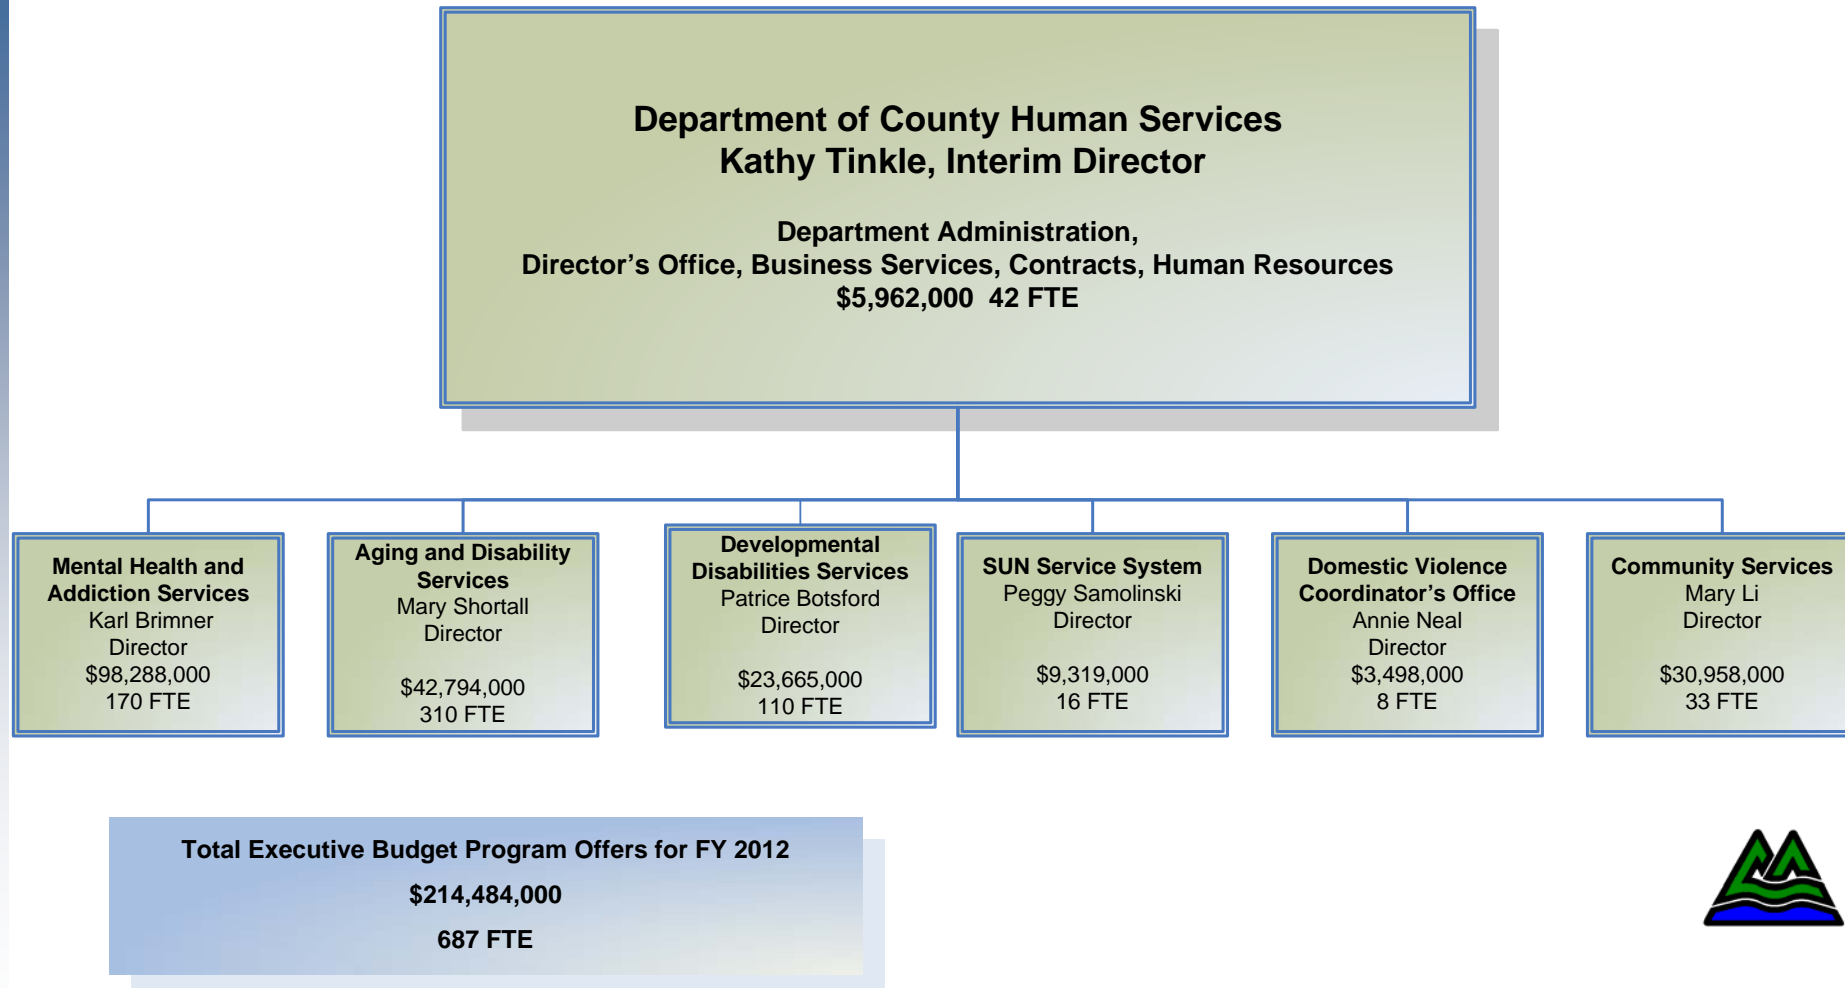 Department of County Human Services
Kathy Tinkle, Interim Director
Department Administration,
Director’s Office, Business Services, Contracts, Human Resources
$5,962,000  42 FTE
Mental Health and
Addiction Services
Karl Brimner
Director
$98,288,000
170 FTE
Aging and Disability
Services
Mary Shortall
Director
$42,794,000
310 FTE
Developmental
Disabilities Services
Patrice Botsford
Director
$23,665,000
110 FTE
SUN Service System
Peggy Samolinski
Director
$9,319,000
16 FTE
Domestic Violence
Coordinator’s Office
Annie Neal
Director
$3,498,000
8 FTE
Community Services
Mary Li
Director
$30,958,000
33 FTE
Total Executive Budget Program Offers for FY 2012
$214,484,000
687 FTE